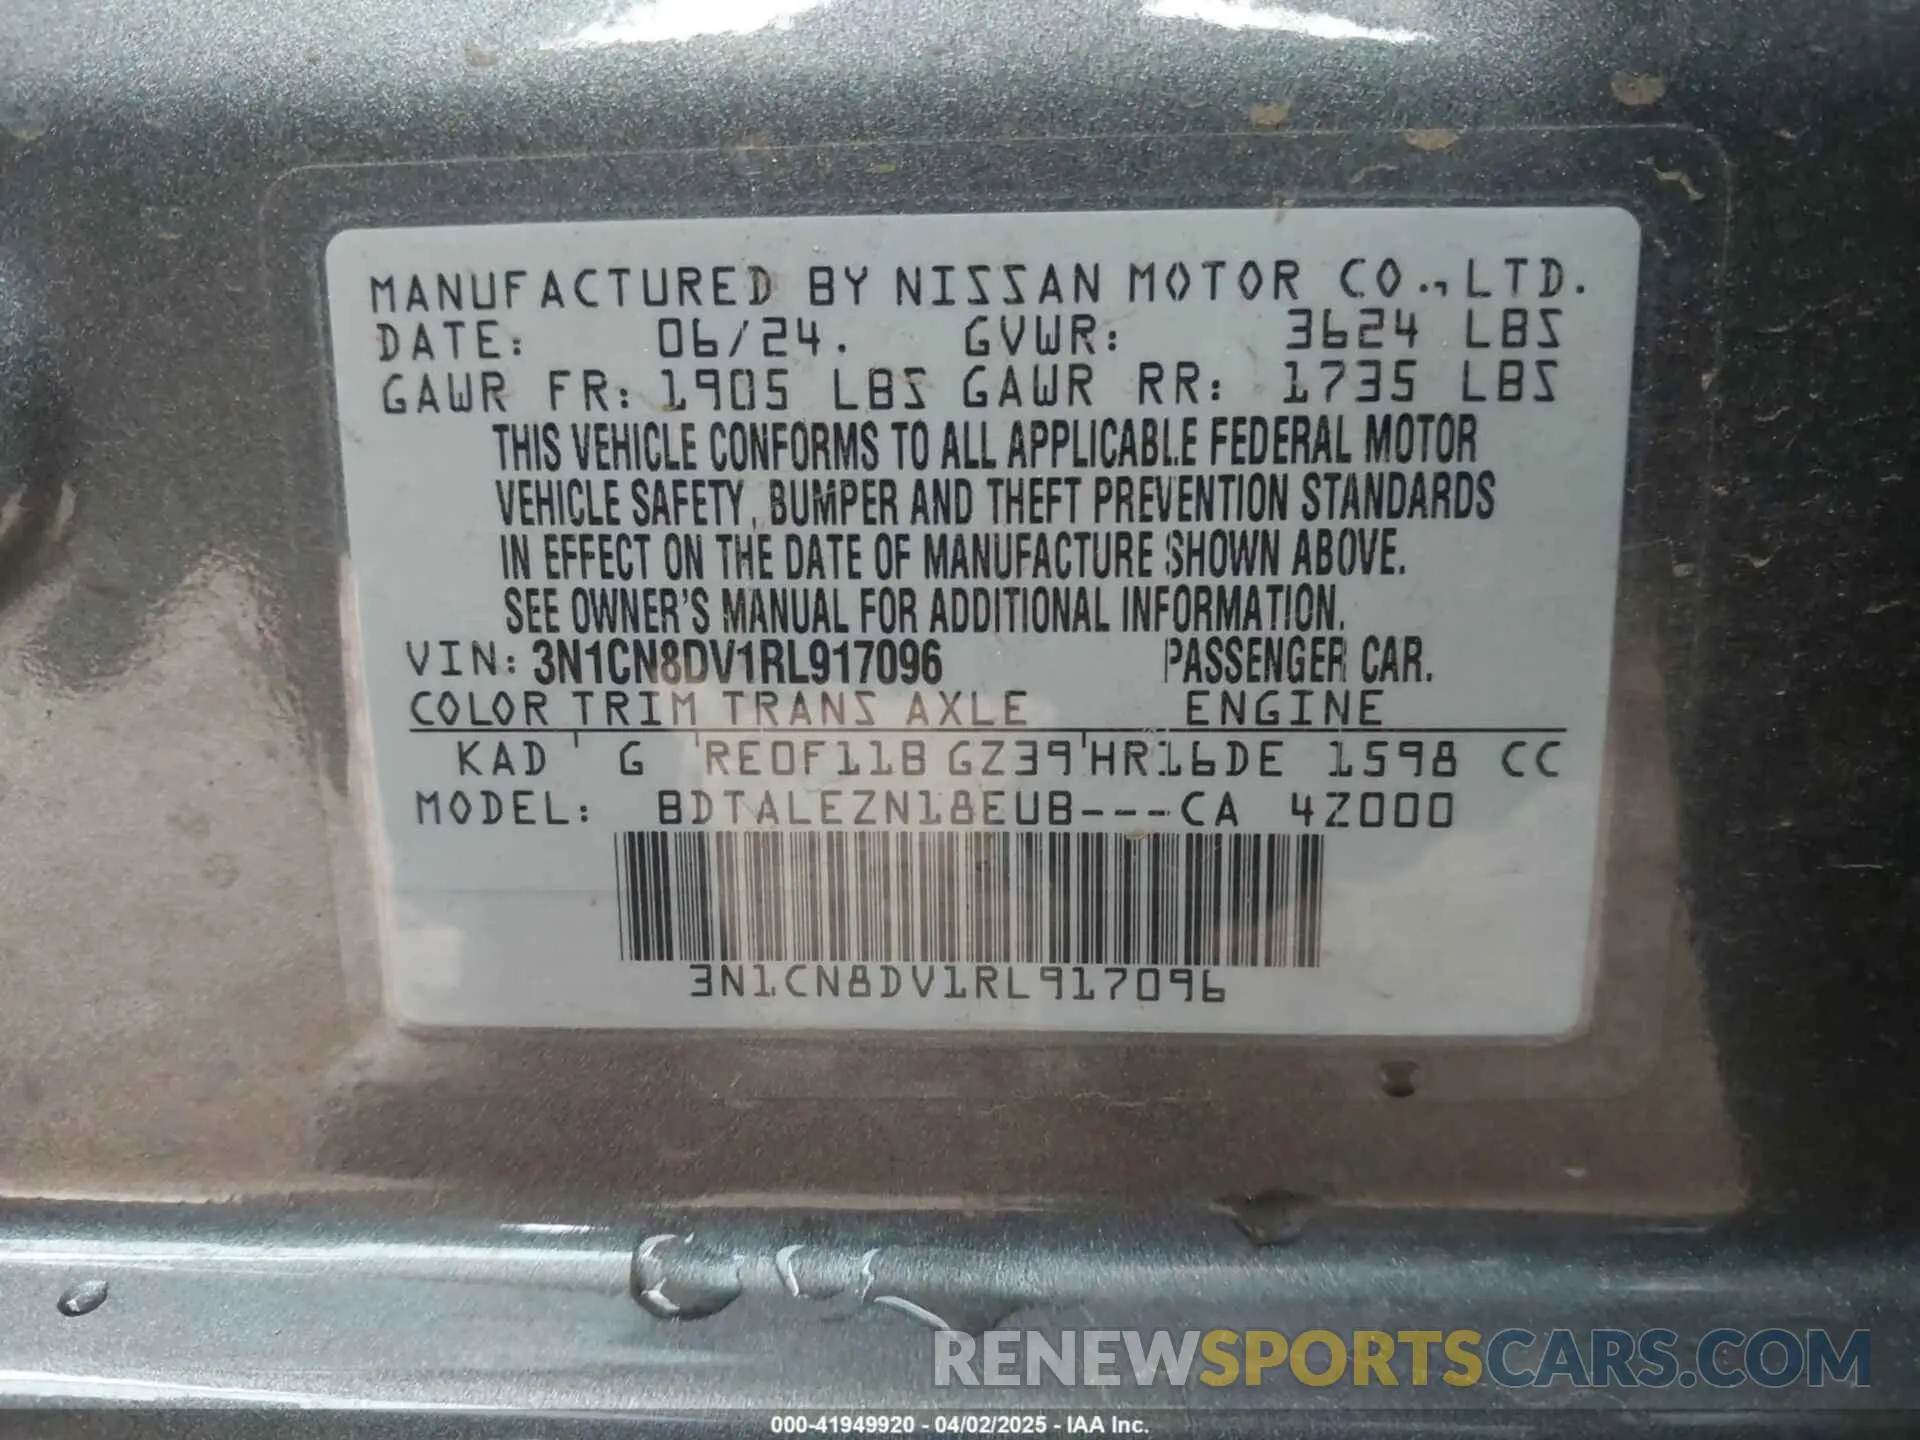 MANUFACTURED BY NISSAN MOTOR CO., LTD.
DATE: 06/24. GVWR: 3624 LBS
GAWR FR: 1905 LBS GAWR RR: 1735 LBS
THIS VEHICLE CONFORMS TO ALL APPLICABLE FEDERAL MOTOR
VEHICLE SAFETY, BUMPER AND THEFT PREVENTION STANDARDS
IN EFFECT ON THE DATE OF MANUFACTURE SHOWN ABOVE.
SEE OWNER'S MANUAL FOR ADDITIONAL INFORMATION.
VIN: 3N1CN8DV1RL917096 PASSENGER CAR.
COLOR TRIM TRANS AXLE ENGINE
KAD G RE0F11B GZ39 HR16DE 1598 CC
MODEL: BDTALEZN18EUB---CA 4Z000
3N1CN8DV1RL917096
RENEWSPORTSCARS.COM
000-41949920 - 04/02/2025 - IAA Inc.